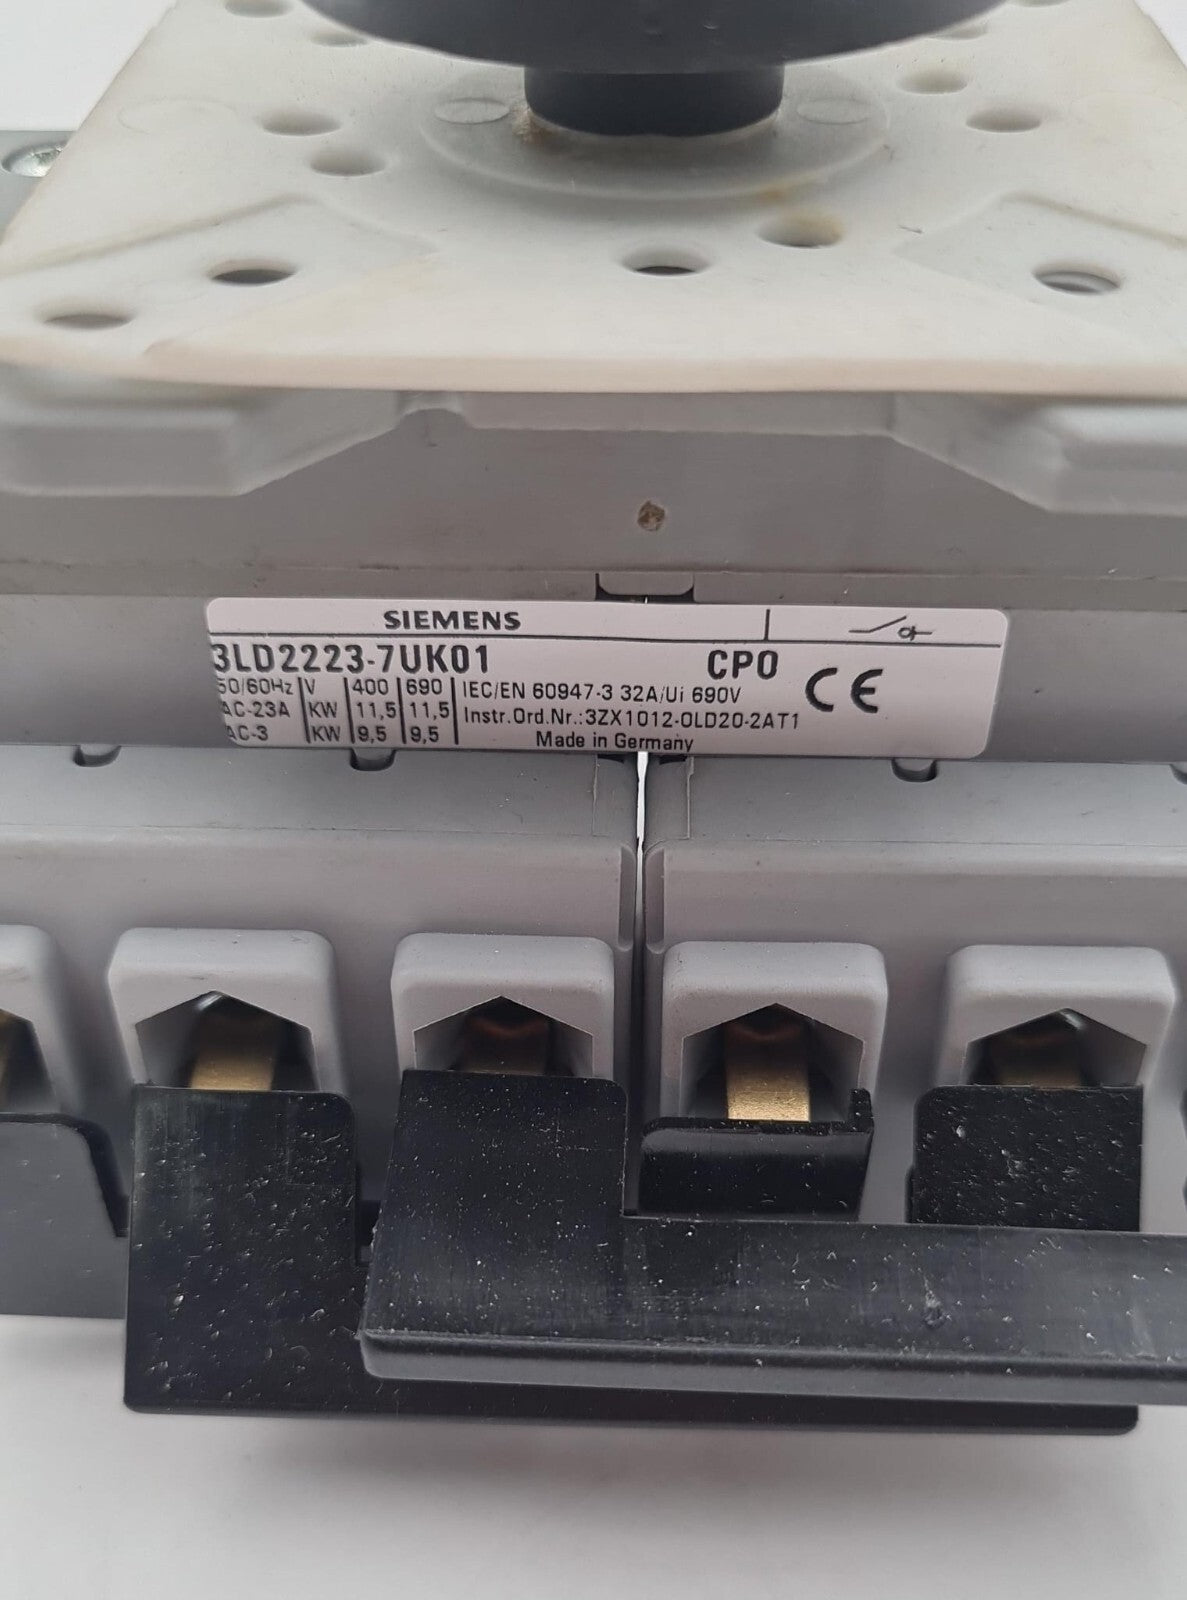 SIEMENS
3LD2223-7UK01 CP0 CE
50/60Hz V 400 690 IEC/EN 60947-3 32A/Ui 690V
AC-23A KW 11,5 11,5 Instr.Ord.Nr.:3ZX1012-0LD20-2AT1
AC-3 KW 9,5 9,5 Made in Germany